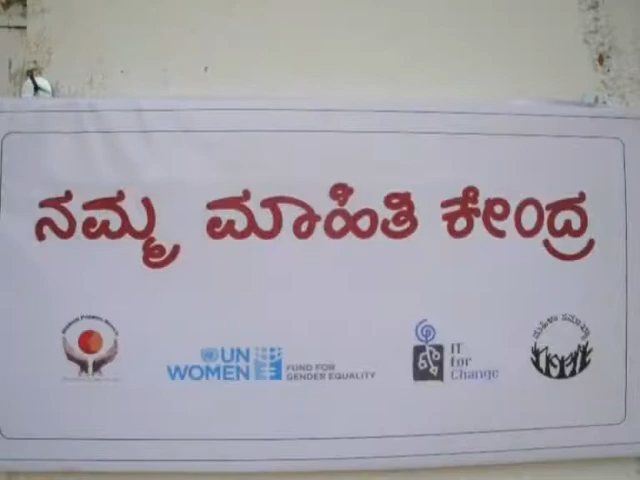 ನಮ್ಮ ಮಾಹಿತಿ ಕೇಂದ್ರ
UN
WOMEN
FUND FOR
GENDER EQUALITY
IT
for
Change